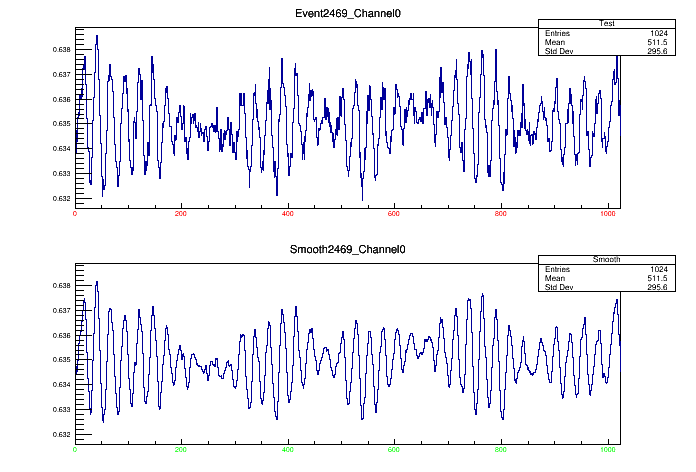 Event2469_Channel0
Test
Entries 1024
Mean 511.5
Std Dev 295.6
0.638
0.637
0.636
0.635
0.634
0.633
0.632
0 200 400 600 800 1000
Smooth2469_Channel0
Smooth
Entries 1024
Mean 511.5
Std Dev 295.6
0.638
0.637
0.636
0.635
0.634
0.633
0.632
0 200 400 600 800 1000